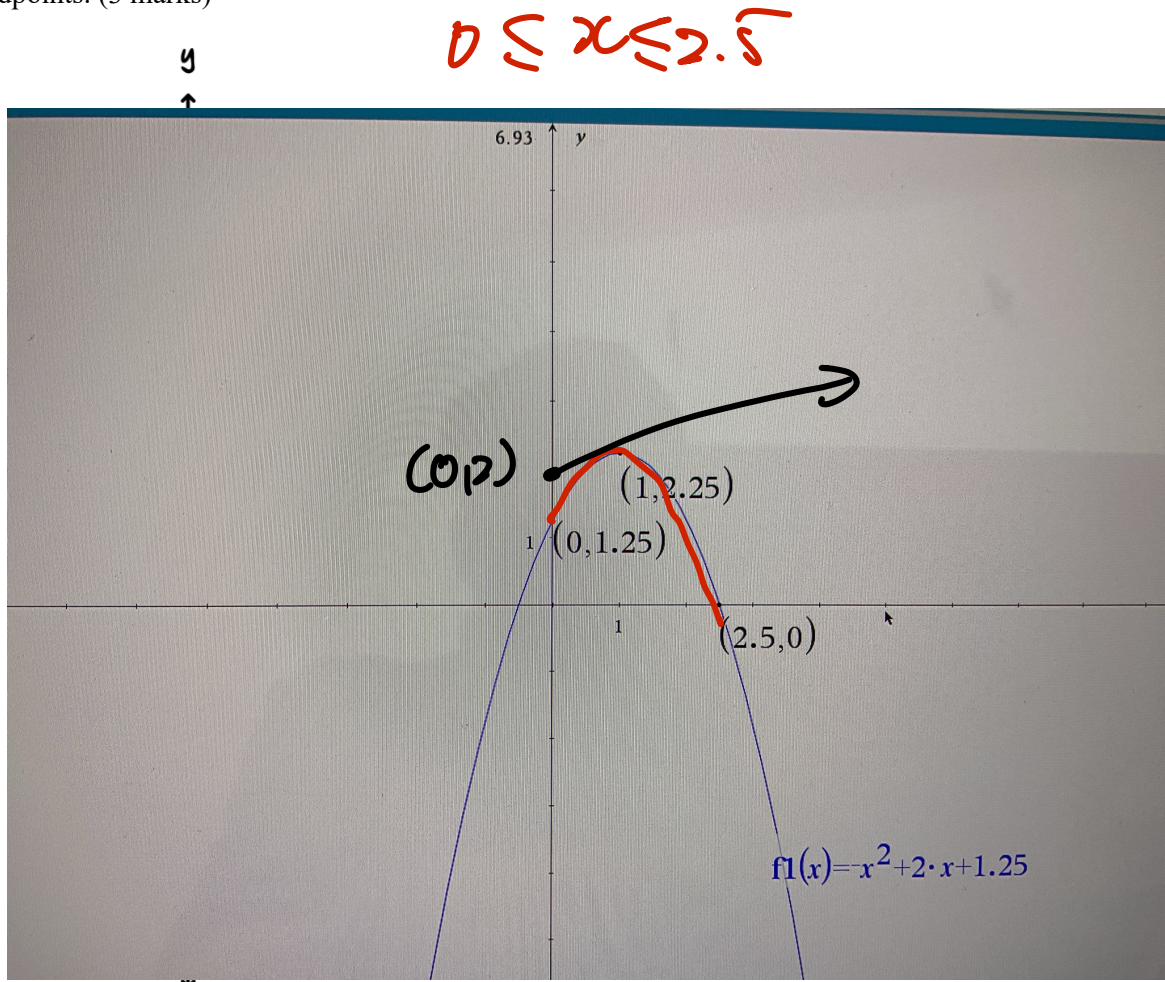 dpoints. (3 marks)
0 ≤ x ≤ 2.5
y
6.93 y
(0,2)
(1,2.25)
1 (0,1.25)
1
(2.5,0)
f1(x)=-x²+2·x+1.25